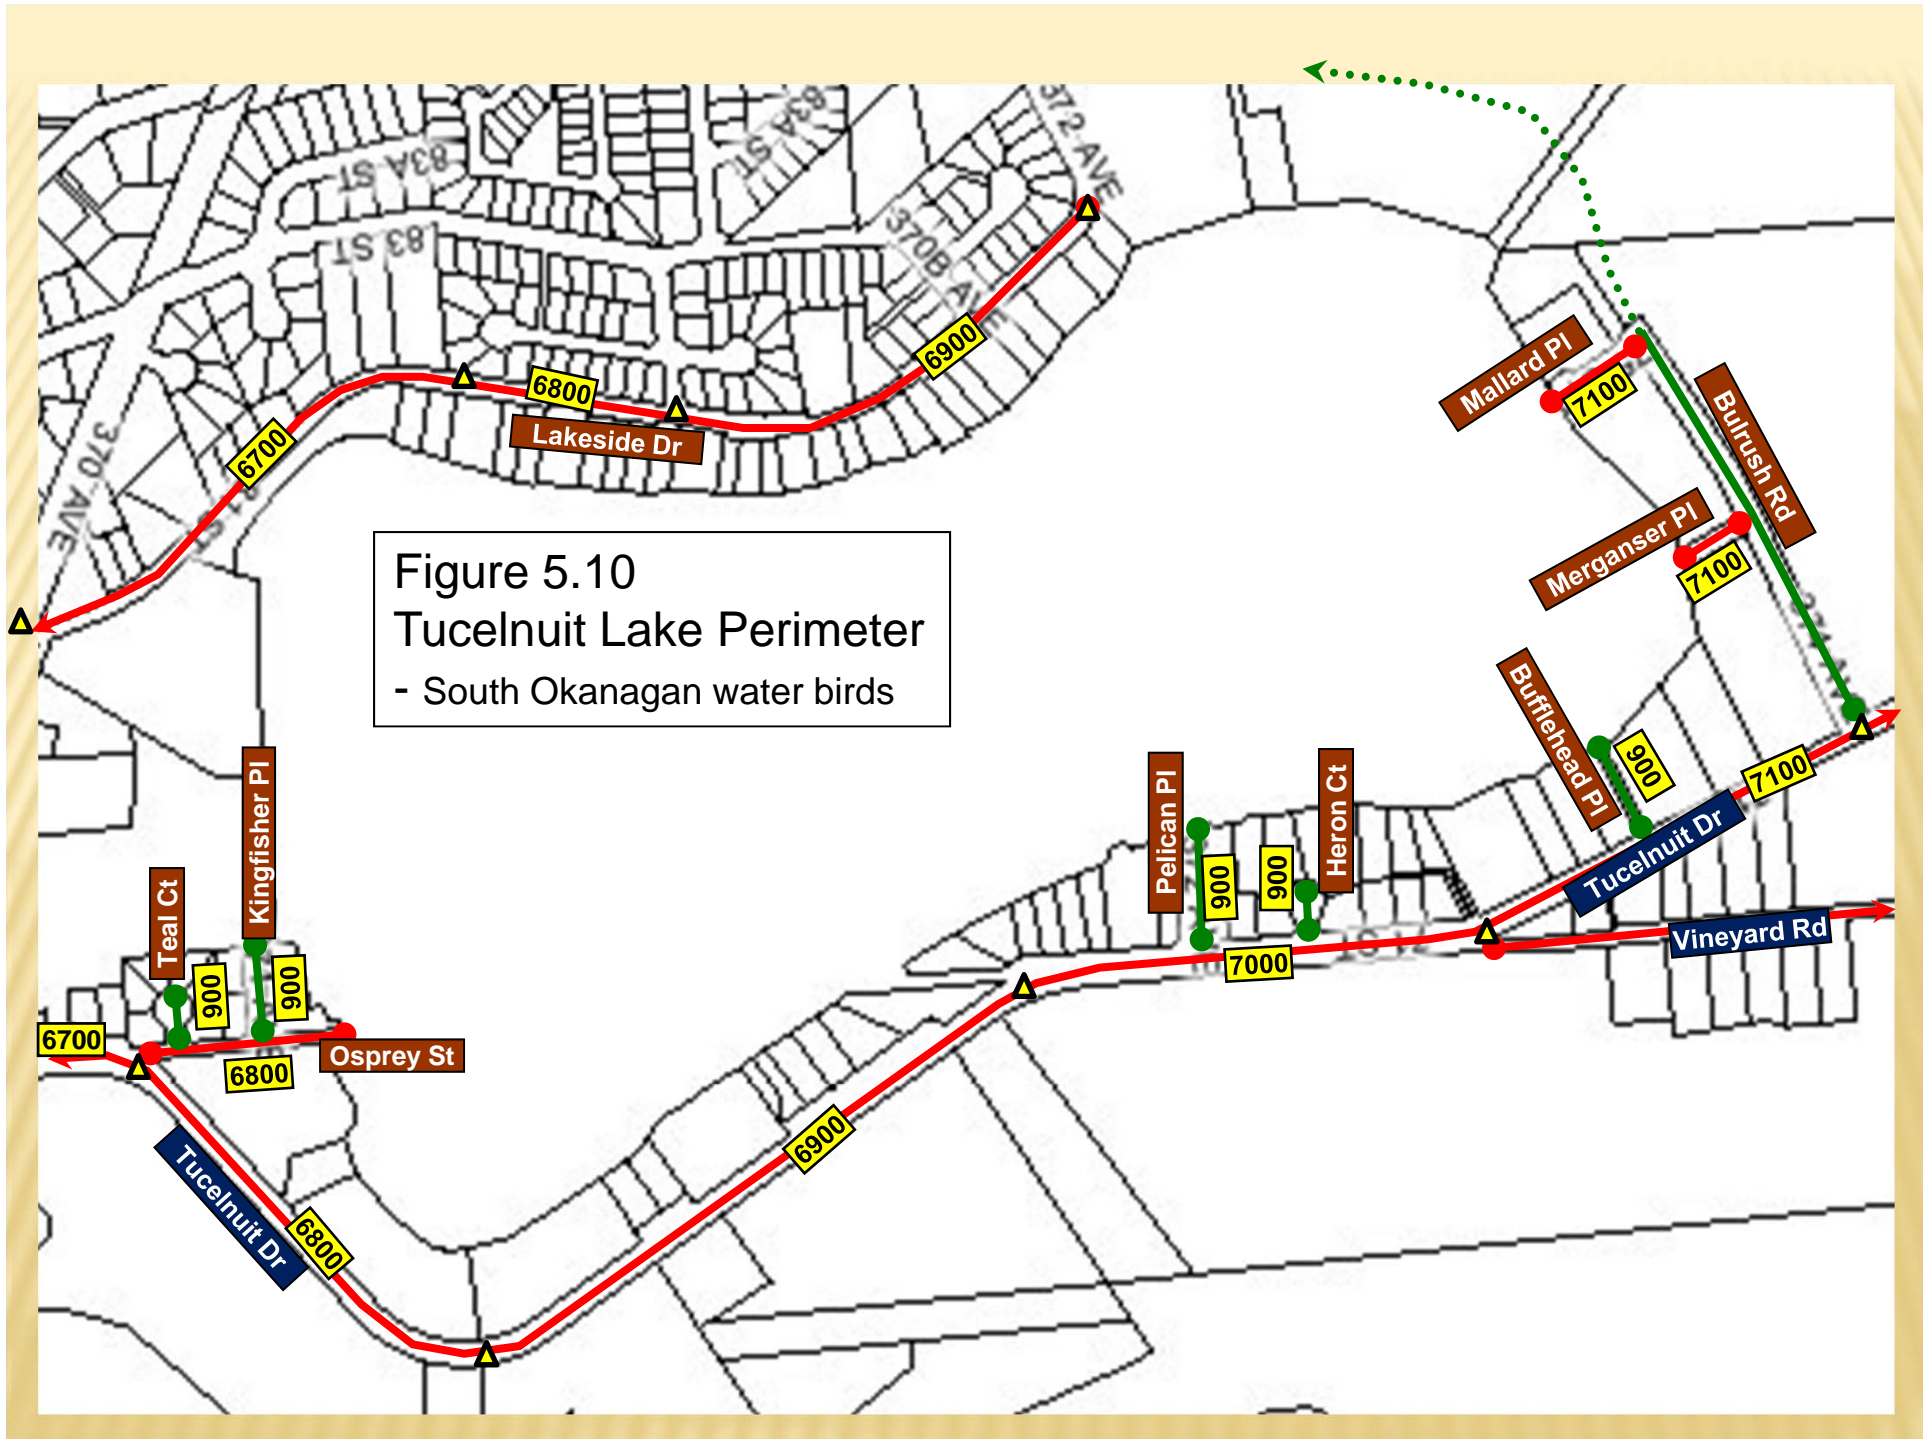 83A ST
83A ST
372 AVE
83 ST
370B AVE
6900
Mallard Pl
7100
6800
Lakeside Dr
6700
370 AVE
Bulrush Rd
Merganser Pl
7100
Figure 5.10
Tucelnuit Lake Perimeter
- South Okanagan water birds
Bufflehead Pl
900
7100
Tucelnuit Dr
Vineyard Rd
Kingfisher Pl
Pelican Pl
Heron Ct
900
900
Teal Ct
900
900
7000
6700
Osprey St
6800
6900
Tucelnuit Dr
6800